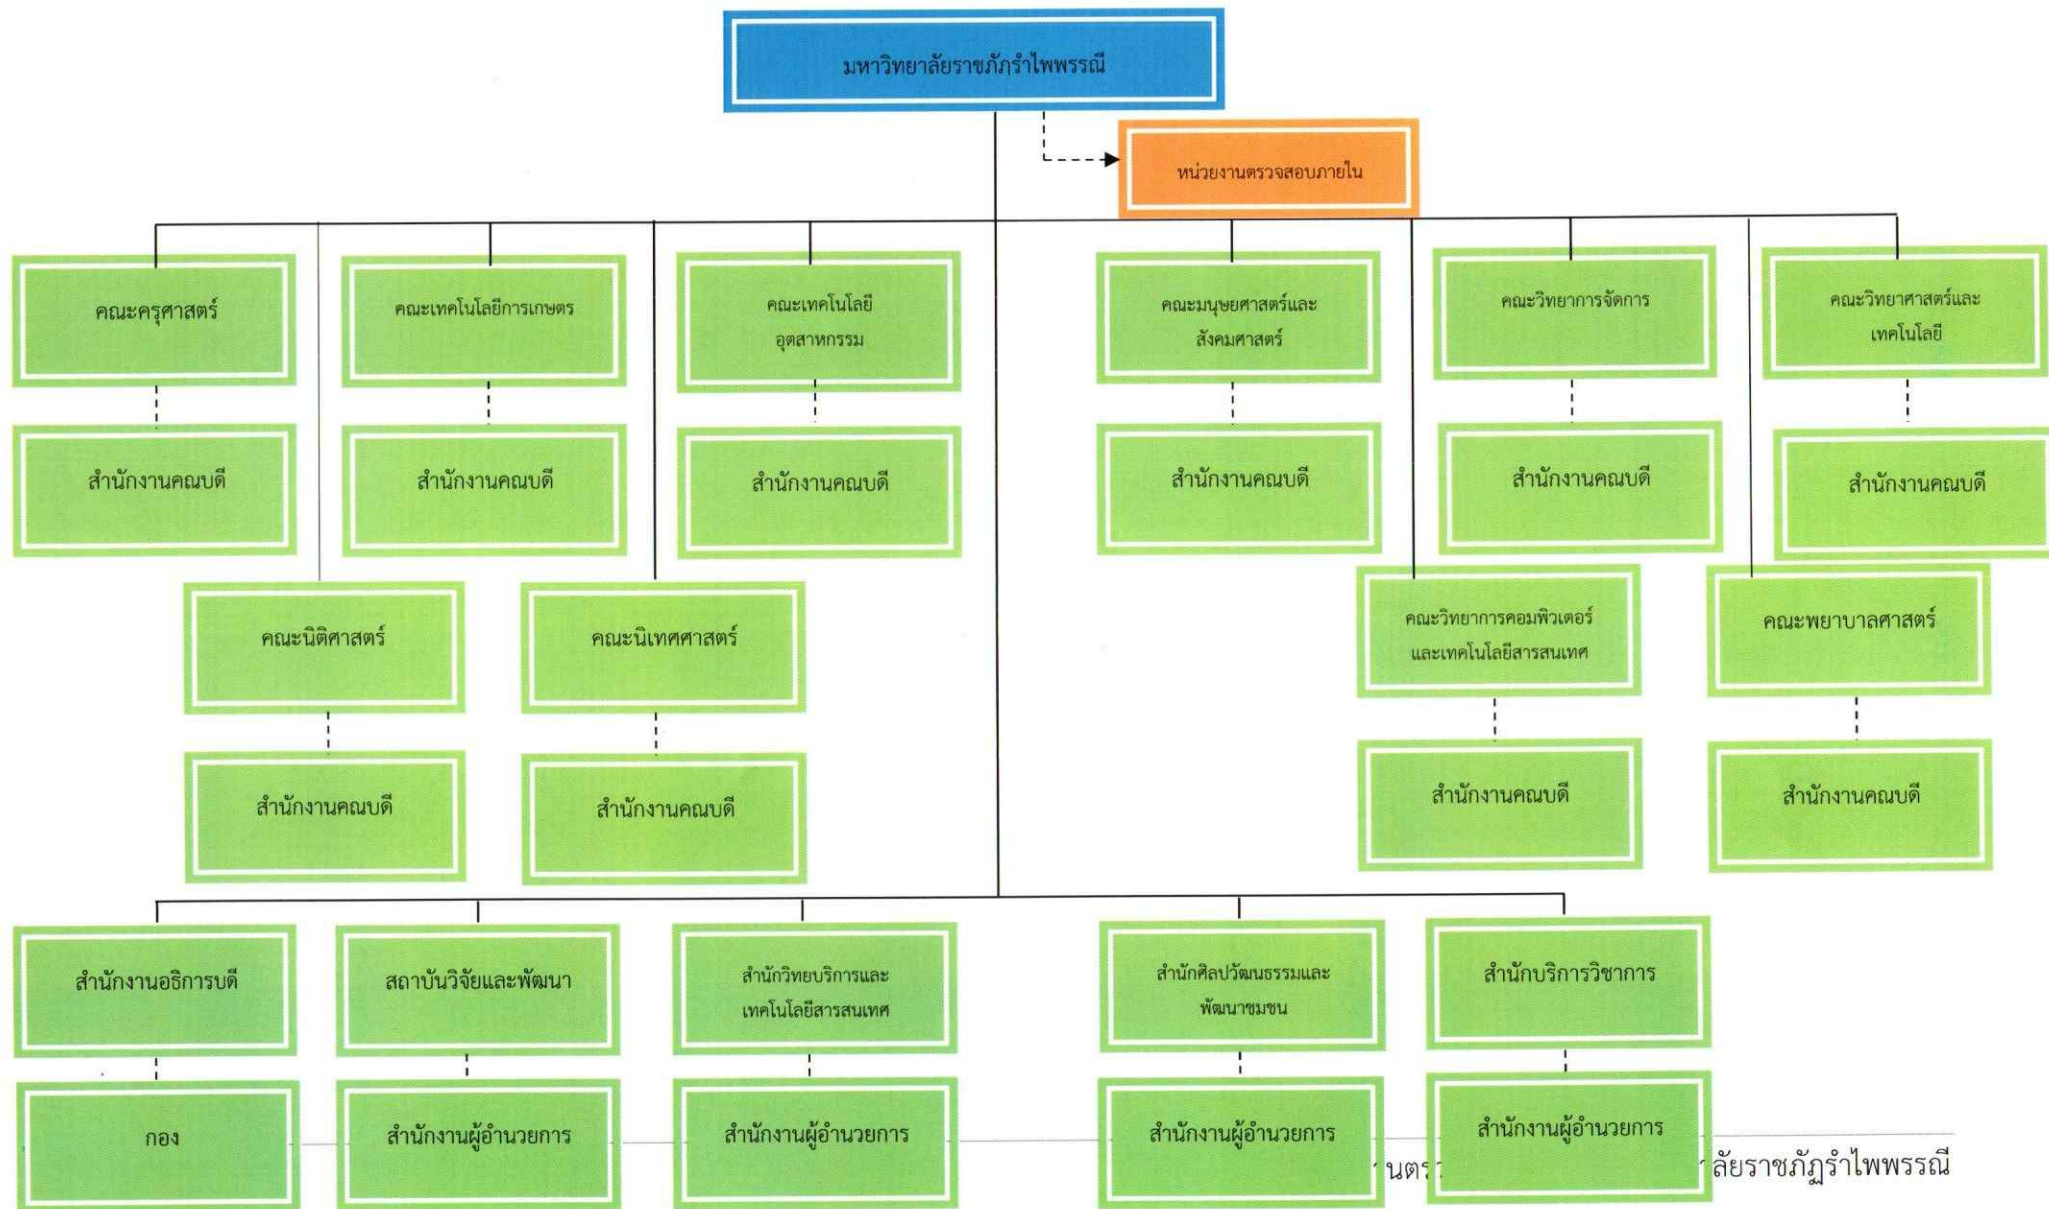 มหาวิทยาลัยราชภัฏรำไพพรรณี
หน่วยงานตรวจสอบภายใน
คณะครุศาสตร์
คณะเทคโนโลยีการเกษตร
คณะเทคโนโลยี
อุตสาหกรรม
คณะมนุษยศาสตร์และ
สังคมศาสตร์
คณะวิทยาการจัดการ
คณะวิทยาศาสตร์และ
เทคโนโลยี
สำนักงานคณบดี
สำนักงานคณบดี
สำนักงานคณบดี
สำนักงานคณบดี
สำนักงานคณบดี
สำนักงานคณบดี
คณะนิติศาสตร์
คณะนิเทศศาสตร์
คณะวิทยาการคอมพิวเตอร์
และเทคโนโลยีสารสนเทศ
คณะพยาบาลศาสตร์
สำนักงานคณบดี
สำนักงานคณบดี
สำนักงานคณบดี
สำนักงานคณบดี
สำนักงานอธิการบดี
สถาบันวิจัยและพัฒนา
สำนักวิทยบริการและ
เทคโนโลยีสารสนเทศ
สำนักศิลปวัฒนธรรมและ
พัฒนาชุมชน
สำนักบริการวิชาการ
กอง
สำนักงานผู้อำนวยการ
สำนักงานผู้อำนวยการ
สำนักงานผู้อำนวยการ
สำนักงานผู้อำนวยการ
ลัยราชภัฏรำไพพรรณี